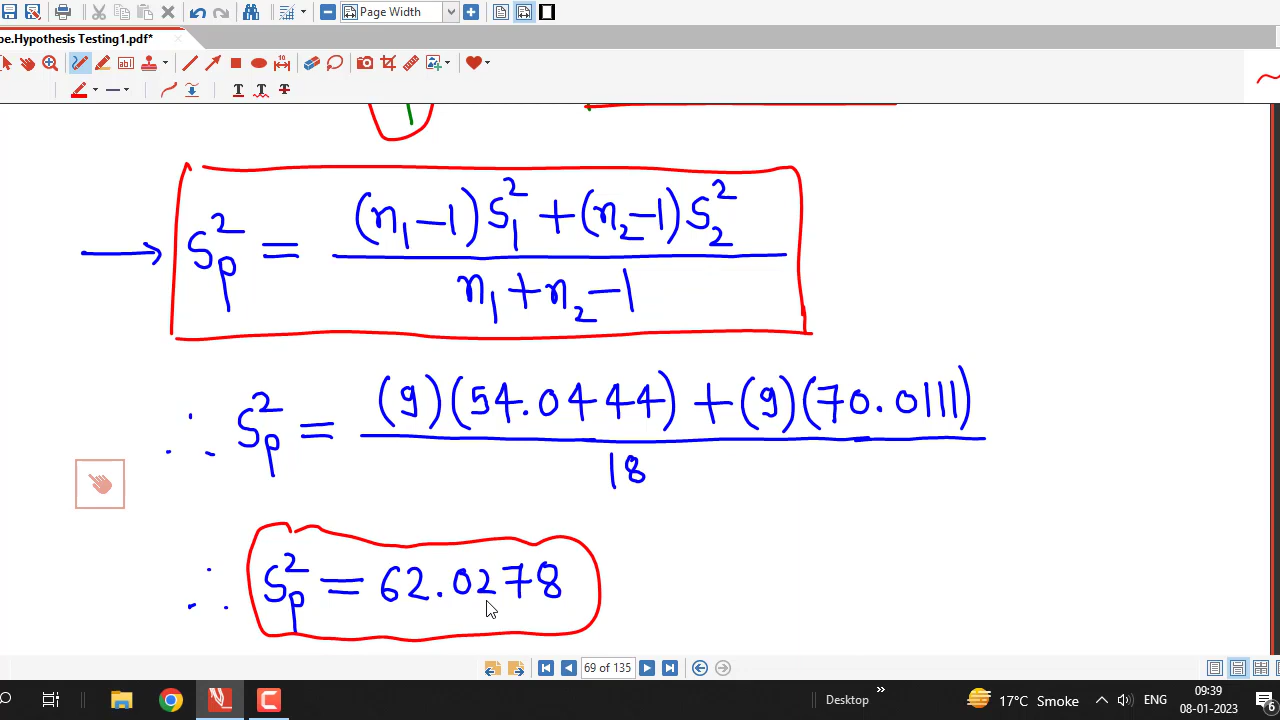 Page Width
pe.Hypothesis Testing1.pdf*
10
Sp² = (n₁-1)S₁² + (n₂-1)S₂² / n₁+n₂-1
∴ Sp² = (9)(54.0444) + (9)(70.0111) / 18
∴ Sp² = 62.0278
69 of 135
Desktop
17°C Smoke
ENG
09:39
08-01-2023
6